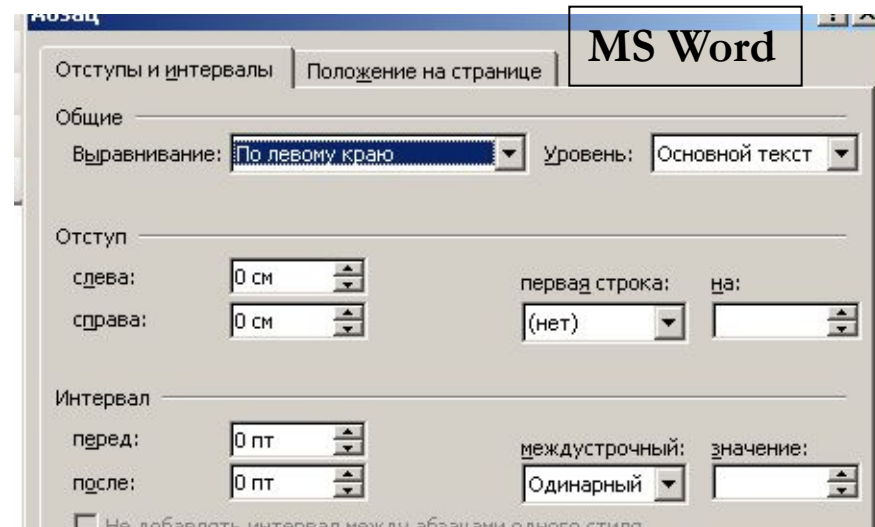 Абзац
MS Word
Отступы и интервалы Положение на странице
Общие
Выравнивание: По левому краю Уровень: Основной текст
Отступ
слева: 0 см первая строка: на:
справа: 0 см (нет)
Интервал
перед: 0 пт междустрочный: значение:
после: 0 пт Одинарный
Не добавлять интервал между абзацами одного стиля